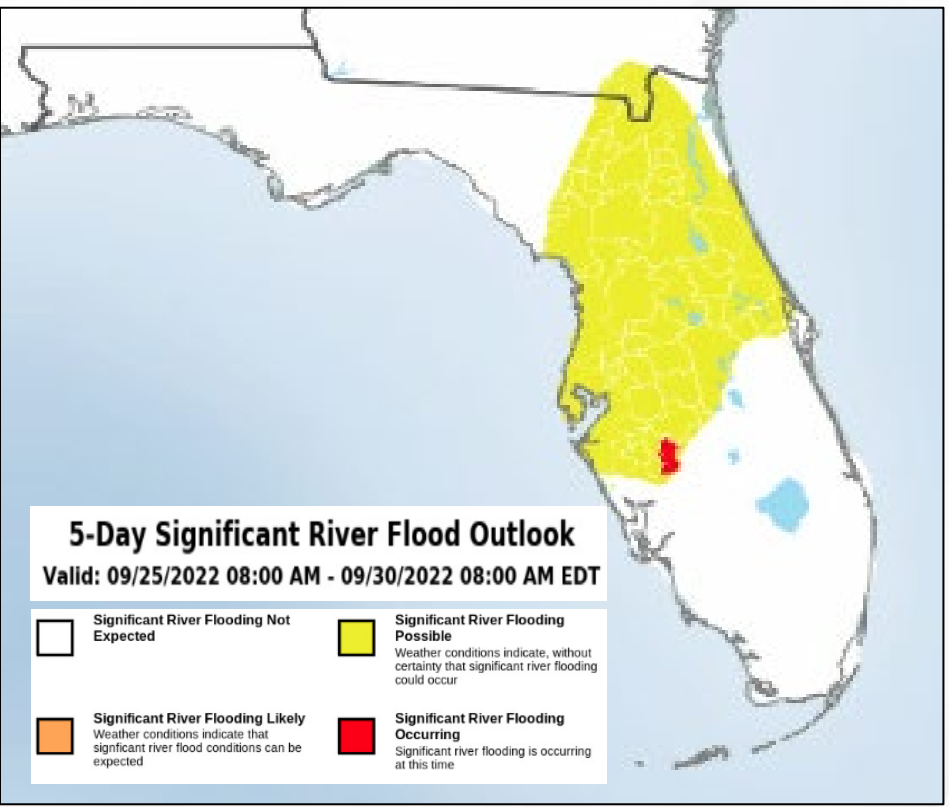 5-Day Significant River Flood Outlook
Valid: 09/25/2022 08:00 AM - 09/30/2022 08:00 AM EDT
Significant River Flooding Not
Expected
Significant River Flooding
Possible
Weather conditions indicate, without
certainty that significant river flooding
could occur
Significant River Flooding Likely
Weather conditions indicate that
signficant river flood conditions can be
expected
Significant River Flooding
Occurring
Significant river flooding is occurring
at this time